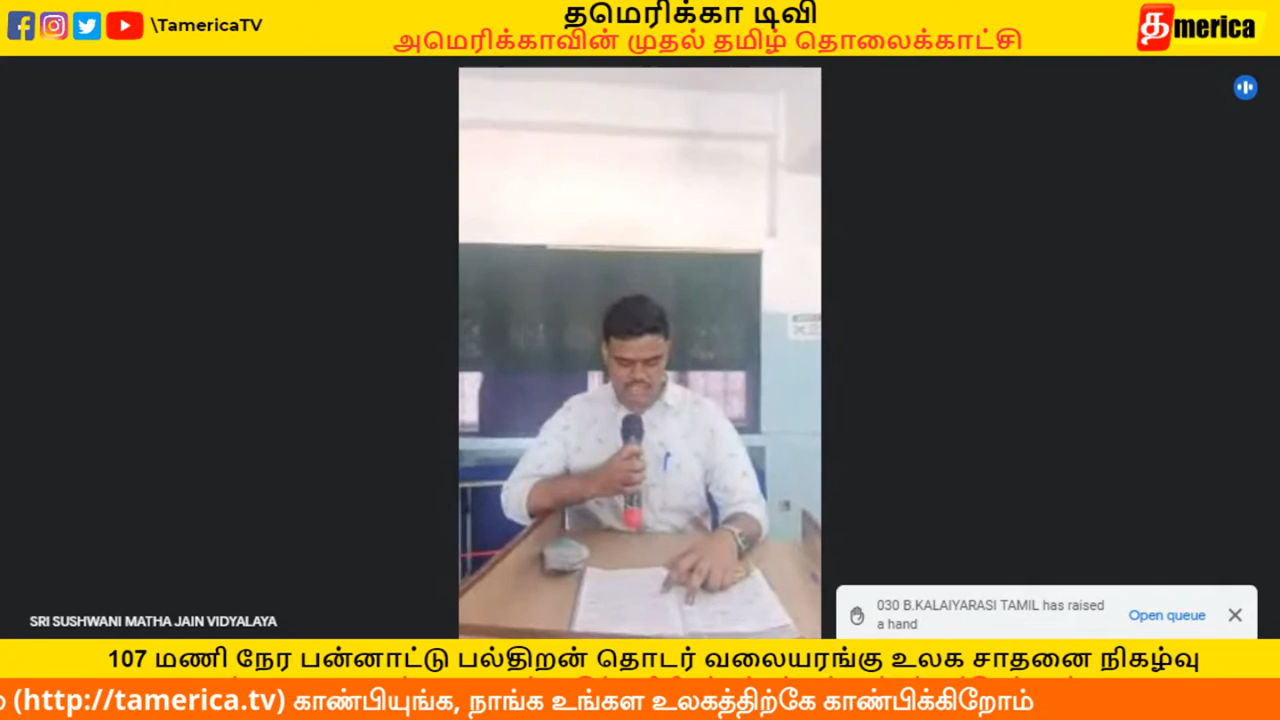 \TamericaTV
தமெரிக்கா டிவி
அமெரிக்காவின் முதல் தமிழ் தொலைக்காட்சி
தmerica
SRI SUSHWANI MATHA JAIN VIDYALAYA
030 B.KALAIYARASI TAMIL has raised
a hand
Open queue
107 மணி நேர பன்னாட்டு பல்திறன் தொடர் வலையரங்கு உலக சாதனை நிகழ்வு
(http://tamerica.tv) காண்பியுங்க, நாங்க உங்கள உலகத்திற்கே காண்பிக்கிறோம்